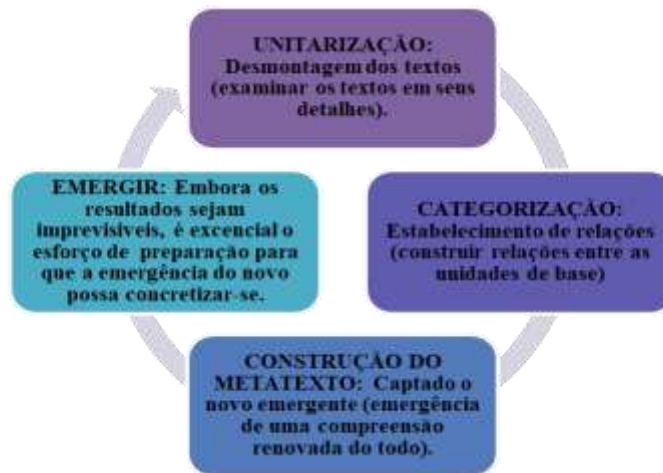 UNITARIZAÇÃO:
Desmontagem dos textos
(examinar os textos em seus
detalhes).
CATEGORIZAÇÃO:
Estabelecimento de relações
(construir relações entre as
unidades de base)
CONSTRUÇÃO DO
METATEXTO: Captado o
novo emergente (emergência
de uma compreensão
renovada do todo).
EMERGIR: Embora os
resultados sejam
imprevisíveis, é excencial o
esforço de preparação para
que a emergência do novo
possa concretizar-se.